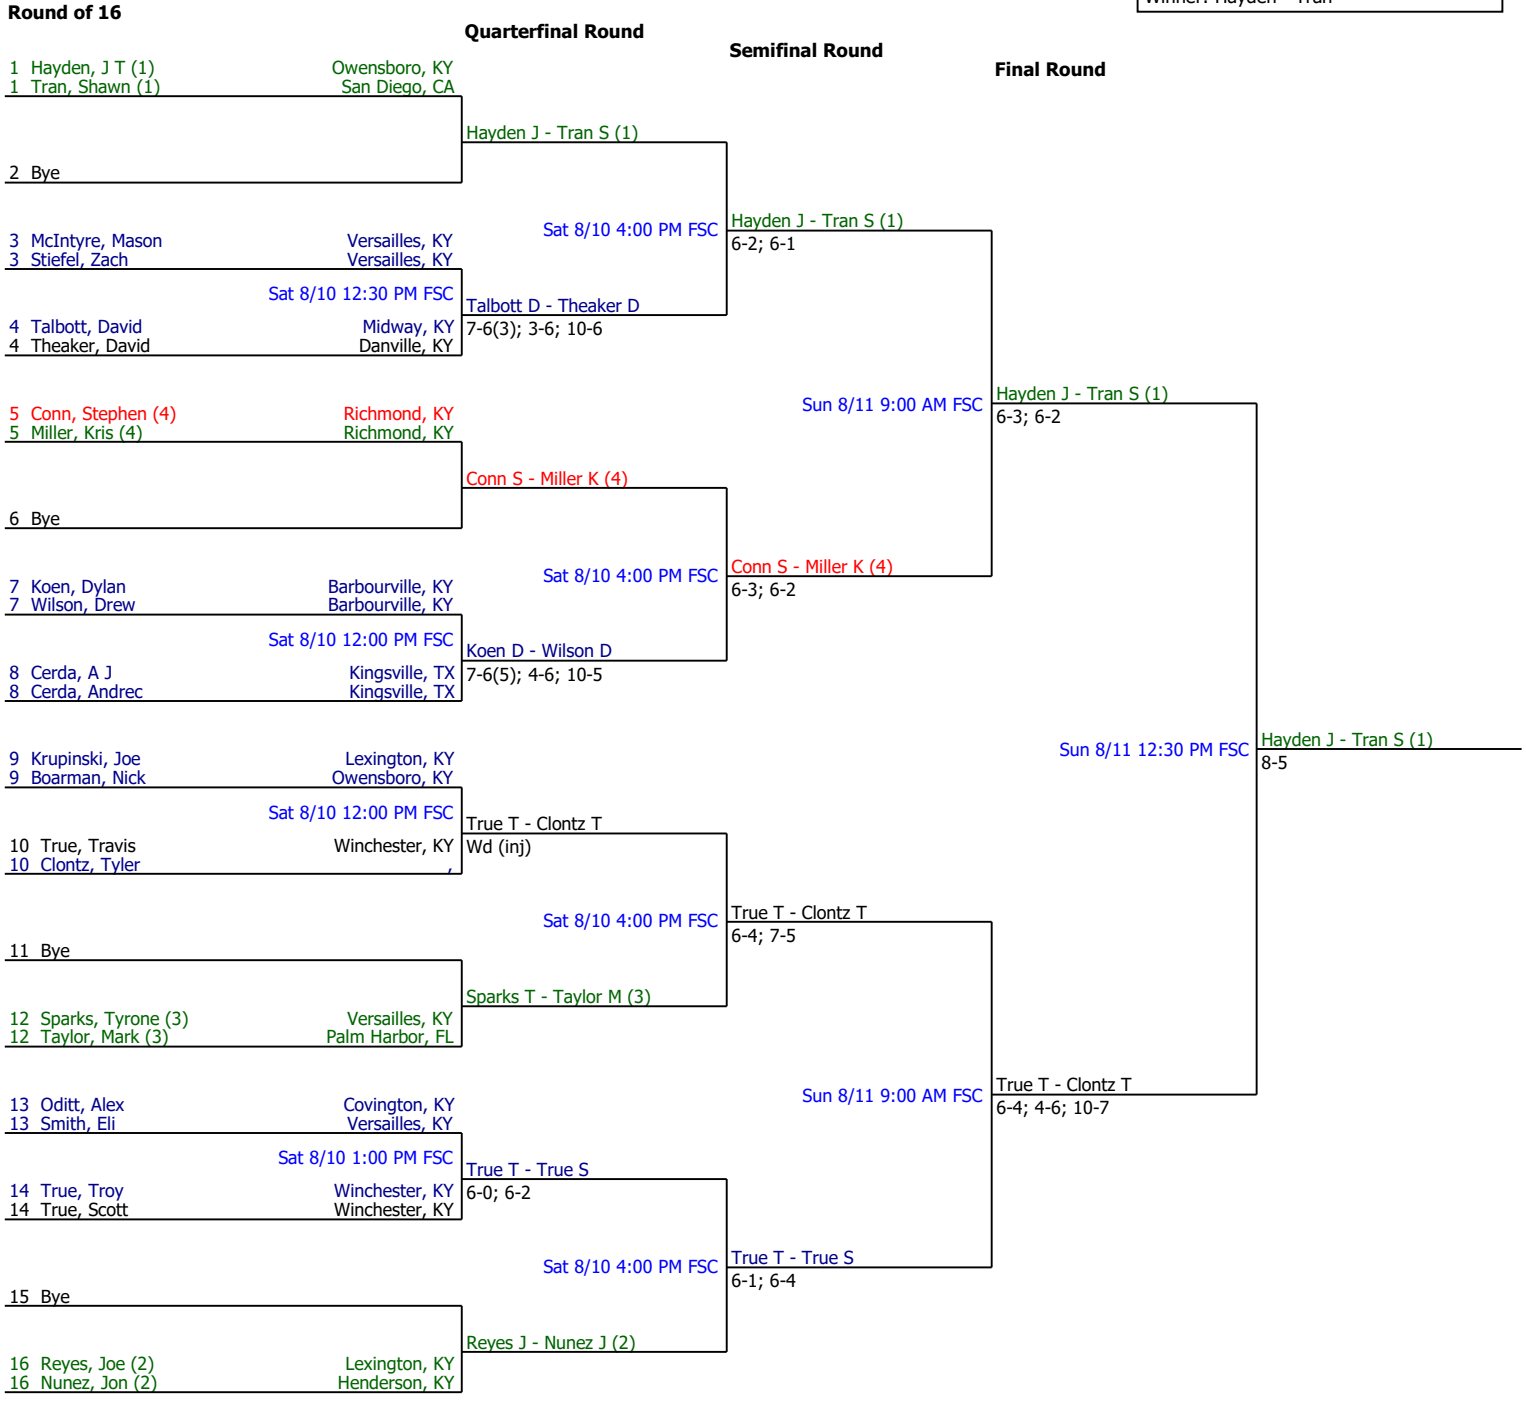 Winner: Hayden - Tran
Round of 16
Quarterfinal Round
Semifinal Round
Final Round
1 Hayden, J T (1) Owensboro, KY
1 Tran, Shawn (1) San Diego, CA
Hayden J - Tran S (1)
2 Bye
Sat 8/10 4:00 PM FSC
Hayden J - Tran S (1)
6-2; 6-1
3 McIntyre, Mason Versailles, KY
3 Stiefel, Zach Versailles, KY
Sat 8/10 12:30 PM FSC
Talbott D - Theaker D
7-6(3); 3-6; 10-6
4 Talbott, David Midway, KY
4 Theaker, David Danville, KY
Sun 8/11 9:00 AM FSC
Hayden J - Tran S (1)
6-3; 6-2
5 Conn, Stephen (4) Richmond, KY
5 Miller, Kris (4) Richmond, KY
Conn S - Miller K (4)
6 Bye
Sat 8/10 4:00 PM FSC
Conn S - Miller K (4)
6-3; 6-2
7 Koen, Dylan Barbourville, KY
7 Wilson, Drew Barbourville, KY
Sat 8/10 12:00 PM FSC
Koen D - Wilson D
7-6(5); 4-6; 10-5
8 Cerda, A J Kingsville, TX
8 Cerda, Andrec Kingsville, TX
Sun 8/11 12:30 PM FSC
Hayden J - Tran S (1)
8-5
9 Krupinski, Joe Lexington, KY
9 Boarman, Nick Owensboro, KY
Sat 8/10 12:00 PM FSC
True T - Clontz T
Wd (inj)
10 True, Travis Winchester, KY
10 Clontz, Tyler ,
Sat 8/10 4:00 PM FSC
True T - Clontz T
6-4; 7-5
11 Bye
Sparks T - Taylor M (3)
12 Sparks, Tyrone (3) Versailles, KY
12 Taylor, Mark (3) Palm Harbor, FL
Sun 8/11 9:00 AM FSC
True T - Clontz T
6-4; 4-6; 10-7
13 Oditt, Alex Covington, KY
13 Smith, Eli Versailles, KY
Sat 8/10 1:00 PM FSC
True T - True S
6-0; 6-2
14 True, Troy Winchester, KY
14 True, Scott Winchester, KY
Sat 8/10 4:00 PM FSC
True T - True S
6-1; 6-4
15 Bye
Reyes J - Nunez J (2)
16 Reyes, Joe (2) Lexington, KY
16 Nunez, Jon (2) Henderson, KY